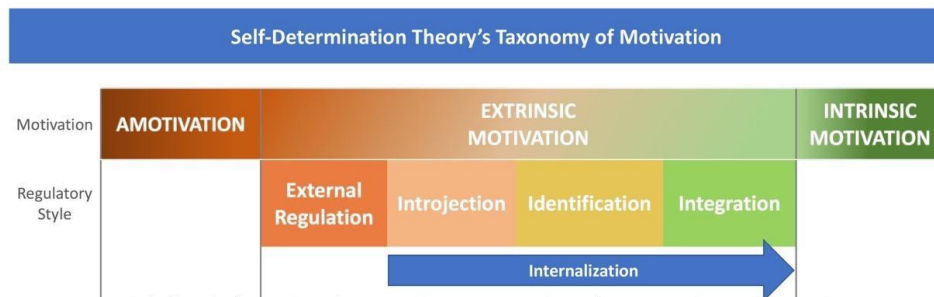 Self-Determination Theory's Taxonomy of Motivation
Motivation
AMOTIVATION
EXTRINSIC
MOTIVATION
INTRINSIC
MOTIVATION
Regulatory
Style
External
Regulation
Introjection
Identification
Integration
Internalization